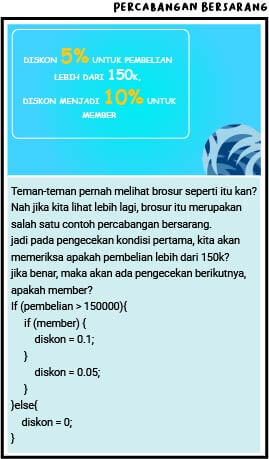 PERCABANGAN BERSARANG
DISKON 5% UNTUK PEMBELIAN
LEBIH DARI 150K,
DISKON MENJADI 10% UNTUK
MEMBER
Teman-teman pernah melihat brosur seperti itu kan?
Nah jika kita lihat lebih lagi, brosur itu merupakan
salah satu contoh percabangan bersarang.
jadi pada pengecekan kondisi pertama, kita akan
memeriksa apakah pembelian lebih dari 150k?
jika benar, maka akan ada pengecekan berikutnya,
apakah member?
If (pembelian > 150000){
if (member) {
diskon = 0.1;
}
diskon = 0.05;
}
}else{
diskon = 0;
}